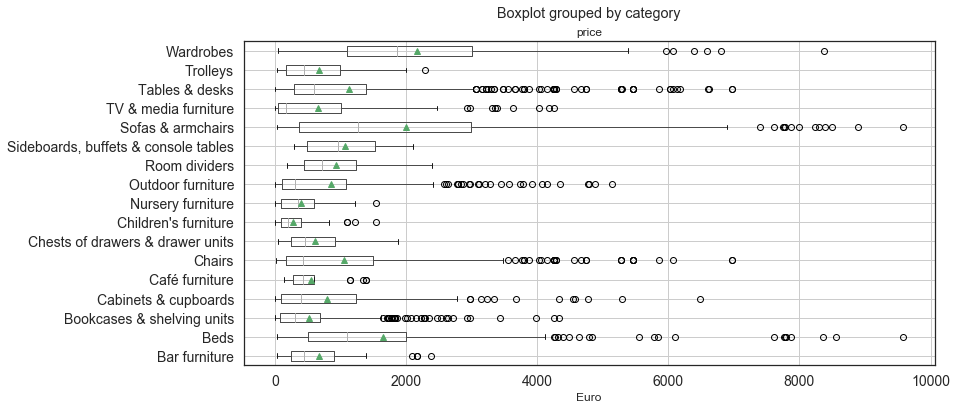 Boxplot grouped by category
price
Wardrobes
Trolleys
Tables & desks
TV & media furniture
Sofas & armchairs
Sideboards, buffets & console tables
Room dividers
Outdoor furniture
Nursery furniture
Children's furniture
Chests of drawers & drawer units
Chairs
Café furniture
Cabinets & cupboards
Bookcases & shelving units
Beds
Bar furniture
0 2000 4000 6000 8000 10000
Euro